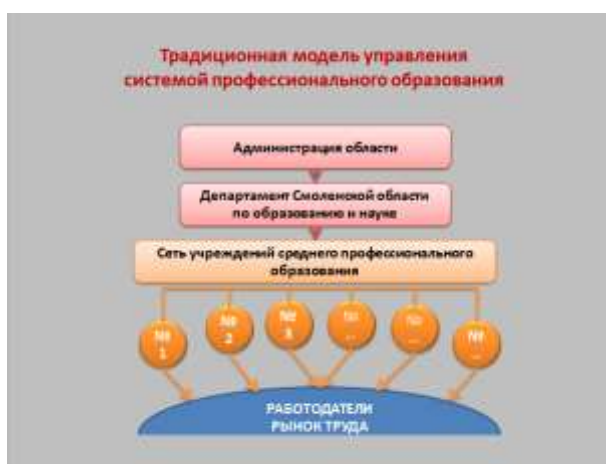 Традиционная модель управления
системой профессионального образования
Администрация области
Департамент Смоленской области
по образованию и науке
Сеть учреждений среднего профессионального
образования
№
1
№
2
№
3
№
...
№
...
№
...
РАБОТОДАТЕЛИ
РЫНОК ТРУДА